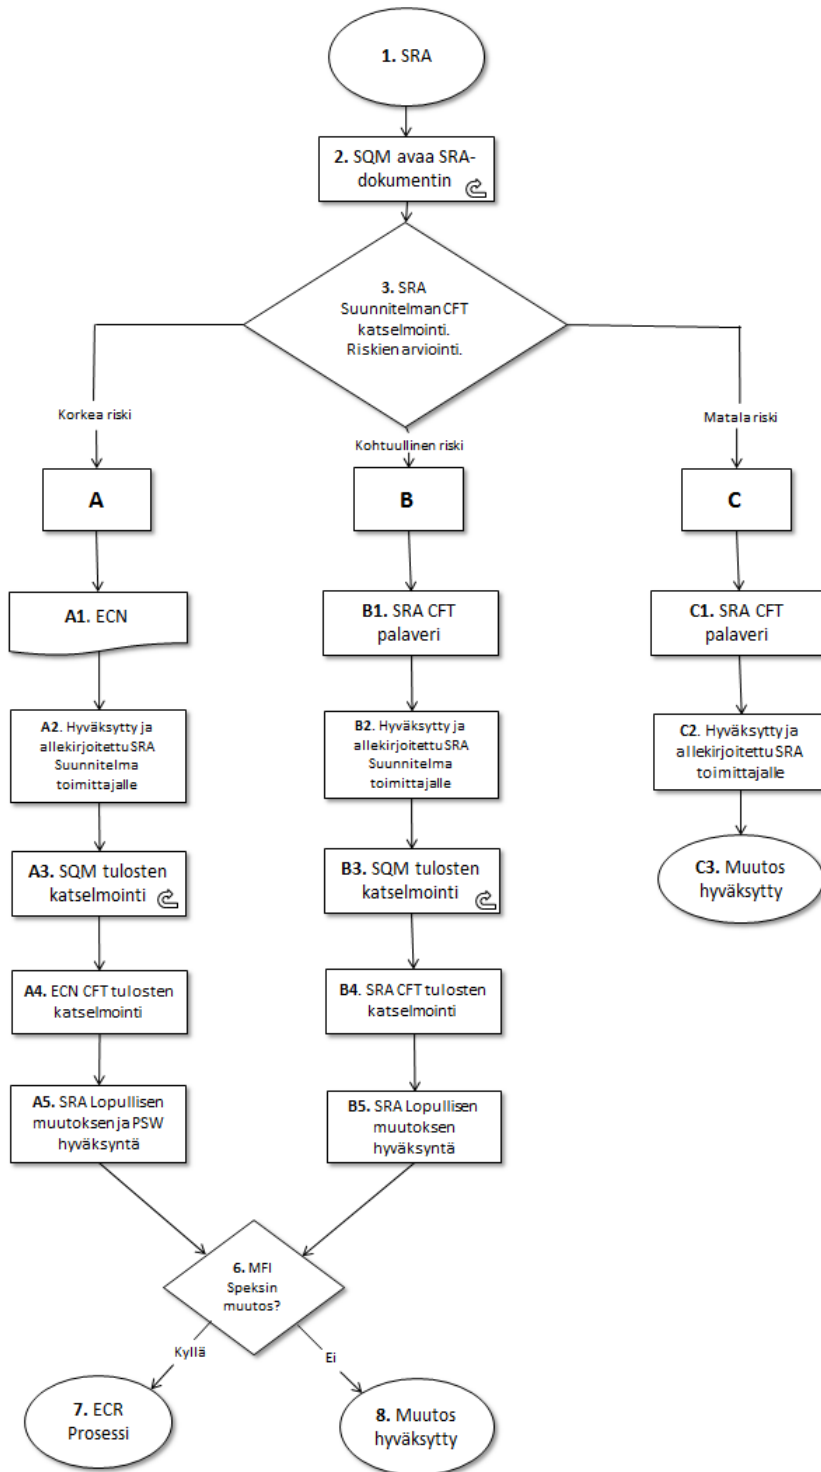 1. SRA
2. SQM avaa SRA-
dokumentin
3. SRA
Suunnitelman CFT
katselmointi.
Riskien arviointi.
Korkea riski
Kohtuullinen riski
Matala riski
A
B
C
A1. ECN
B1. SRA CFT
palaveri
C1. SRA CFT
palaveri
A2. Hyväksytty ja
allekirjoitettu SRA
Suunnitelma
toimittajalle
B2. Hyväksytty ja
allekirjoitettu SRA
Suunnitelma
toimittajalle
C2. Hyväksytty ja
allekirjoitettu SRA
toimittajalle
A3. SQM tulosten
katselmointi
B3. SQM tulosten
katselmointi
C3. Muutos
hyväksytty
A4. ECN CFT tulosten
katselmointi
B4. SRA CFT tulosten
katselmointi
A5. SRA Lopullisen
muutoksen ja PSW
hyväksyntä
B5. SRA Lopullisen
muutoksen
hyväksyntä
6. MFI
Speksin
muutos?
Kyllä
Ei
7. ECR
Prosessi
8. Muutos
hyväksytty